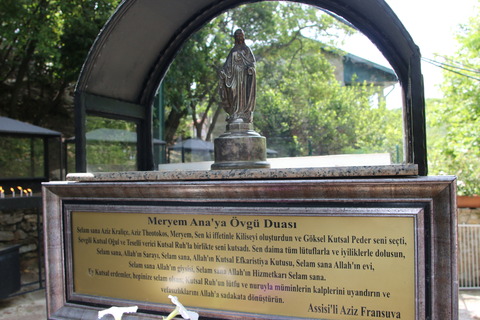 Meryem Ana'ya Övgü Duası
Selam sana Aziz Kraliçe, Aziz Theotokos, Meryem, Sen ki iffetinle Kiliseyi oluşturdun ve Göksel Kutsal Peder seni seçti,
Sevgili Kutsal Oğul ve Teselli verici Kutsal Ruh'la birlikte seni kutsadı. Sen daima tüm lütuflarla ve iyiliklerle dolusun,
Selam sana, Allah'ın Sarayı, Selam sana, Allah'ın Kutsal Efkaristiya Kutusu, Selam sana Allah'ın evi,
Selam sana Allah'ın giysisi, Selam sana Allah'ın Hizmetkarı Selam sana.
Ey Kutsal erdemler, hepinize selam Kutsal Ruh'un lütfu ve nuruyla müminlerin kalplerini uyandırın ve
yanlışlarını Allah'a sadakata dönüştürün.
Assisi'li Aziz Fransuva